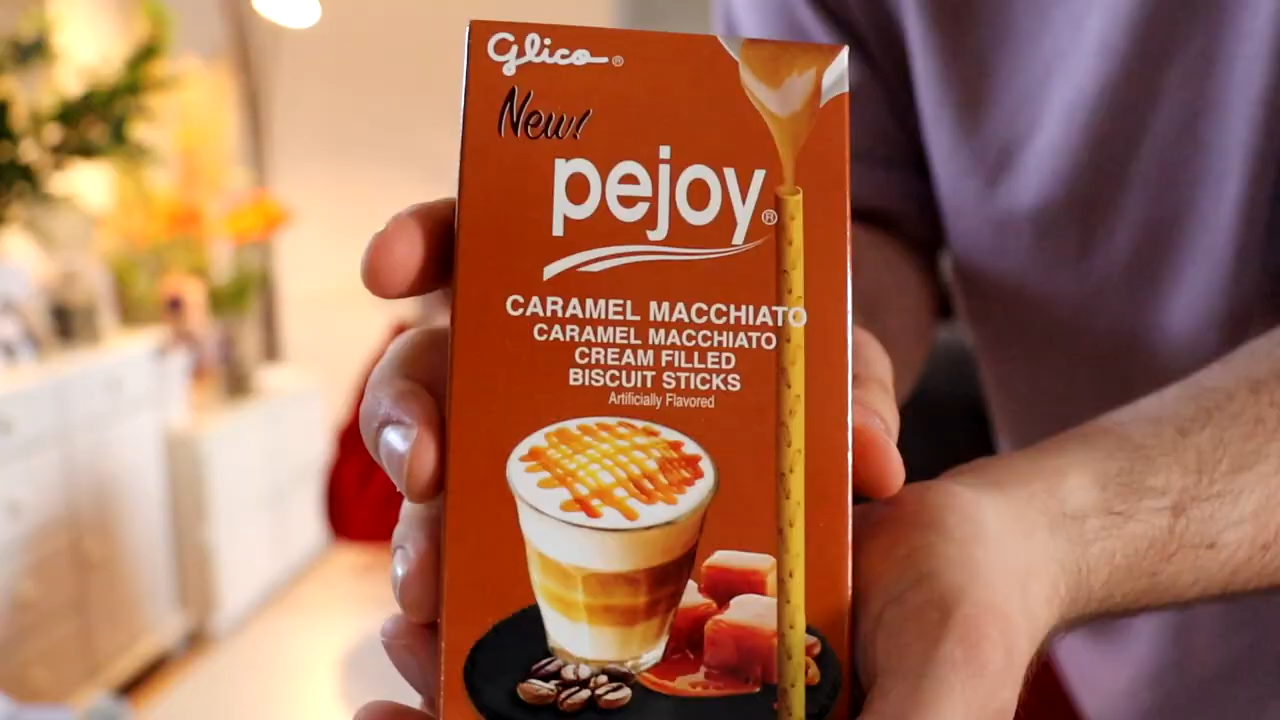 Glico®
New!
pejoy®
CARAMEL MACCHIATO
CARAMEL MACCHIATO
CREAM FILLED
BISCUIT STICKS
Artificially Flavored